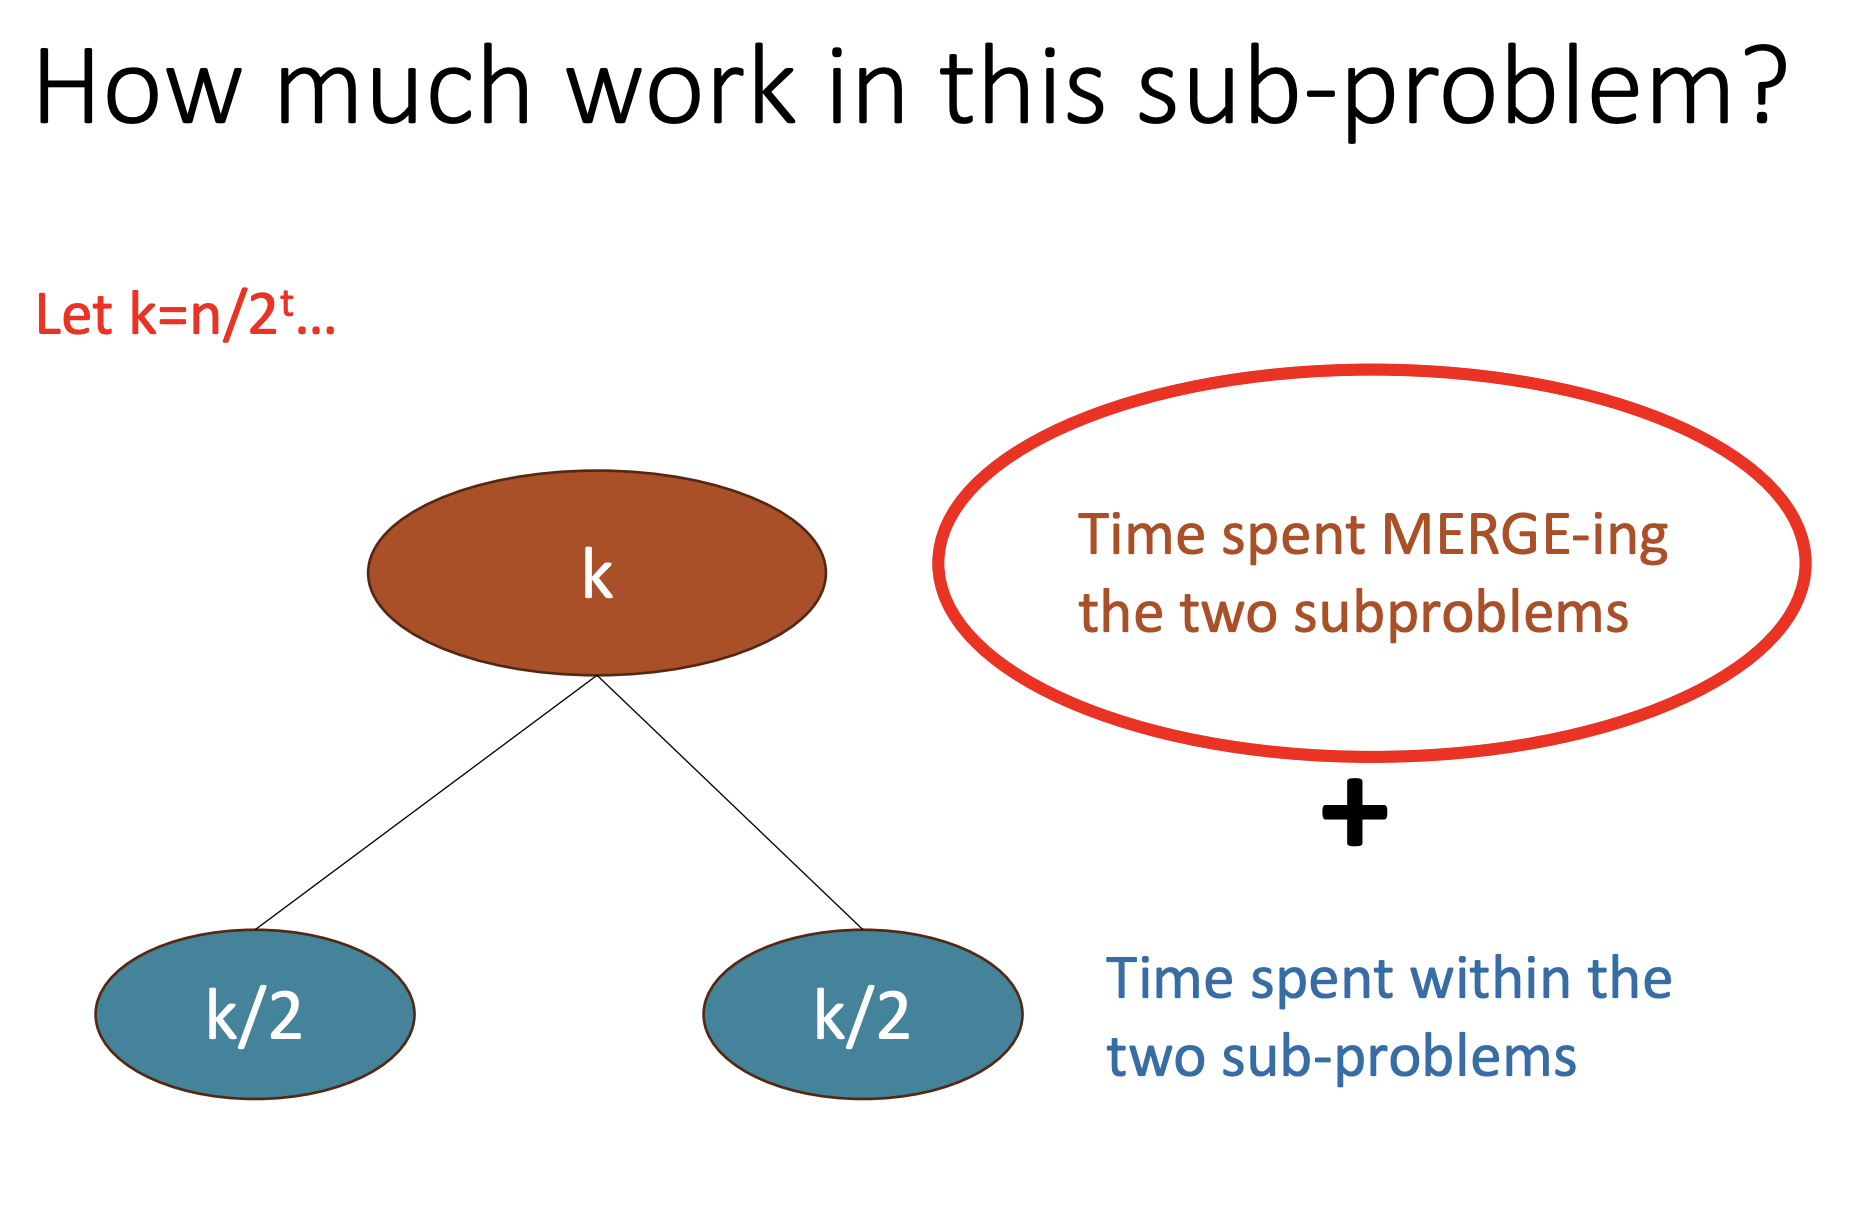 How much work in this sub-problem?
Let k=n/2ᵗ...
k
Time spent MERGE-ing
the two subproblems
+
k/2
k/2
Time spent within the
two sub-problems